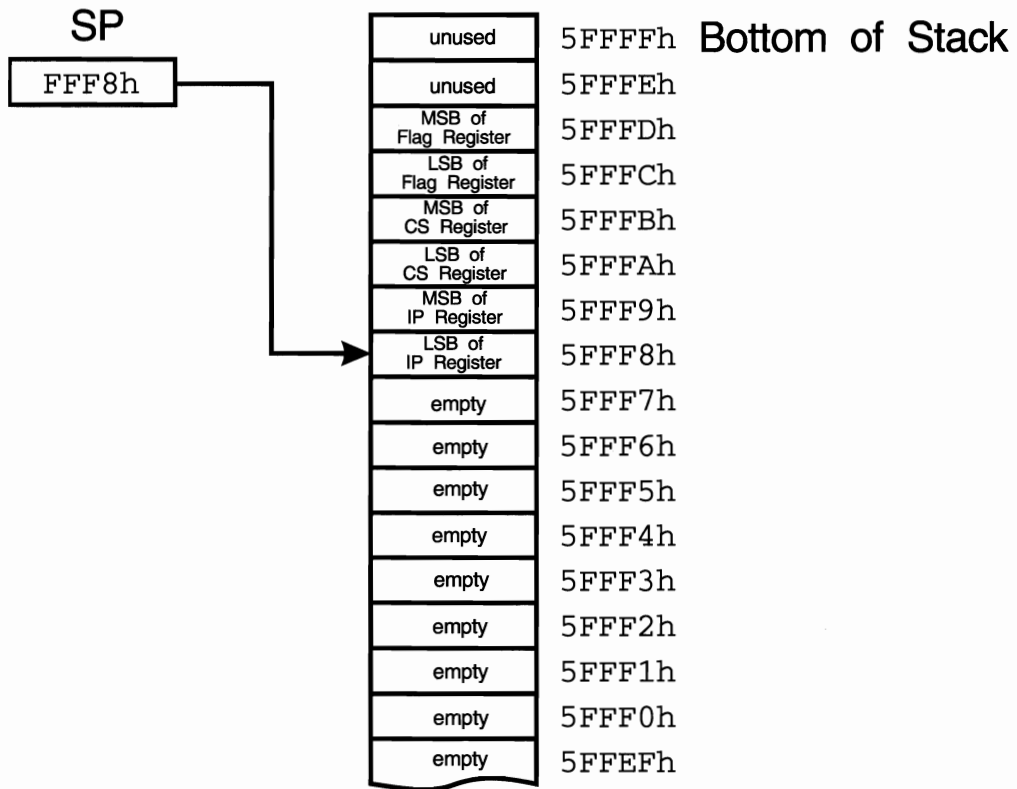 SP
FFF8h
unused 5FFFFh Bottom of Stack
unused 5FFFEh
MSB of
Flag Register 5FFFDh
LSB of
Flag Register 5FFFCh
MSB of
CS Register 5FFFBh
LSB of
CS Register 5FFFAh
MSB of
IP Register 5FFF9h
LSB of
IP Register 5FFF8h
empty 5FFF7h
empty 5FFF6h
empty 5FFF5h
empty 5FFF4h
empty 5FFF3h
empty 5FFF2h
empty 5FFF1h
empty 5FFF0h
empty 5FFEFh